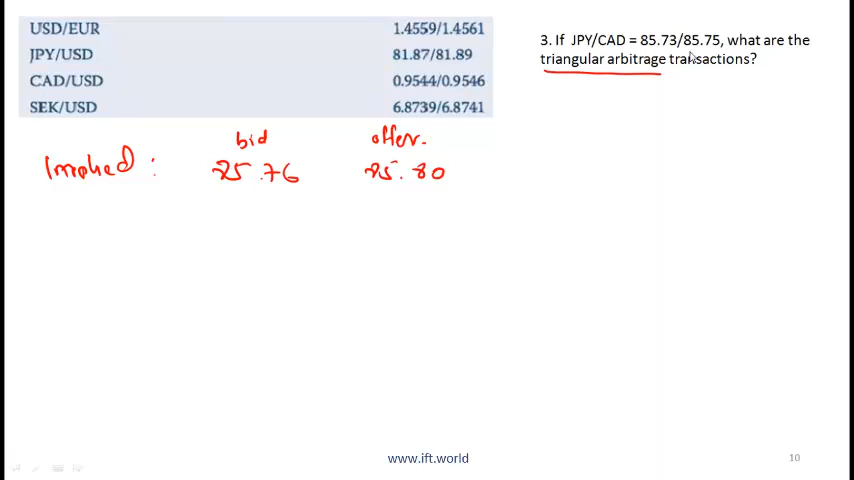 USD/EUR 1.4559/1.4561
JPY/USD 81.87/81.89
CAD/USD 0.9544/0.9546
SEK/USD 6.8739/6.8741
3. If JPY/CAD = 85.73/85.75, what are the
triangular arbitrage transactions?
bid offer.
Implied : 85.76 85.80
www.ift.world
10